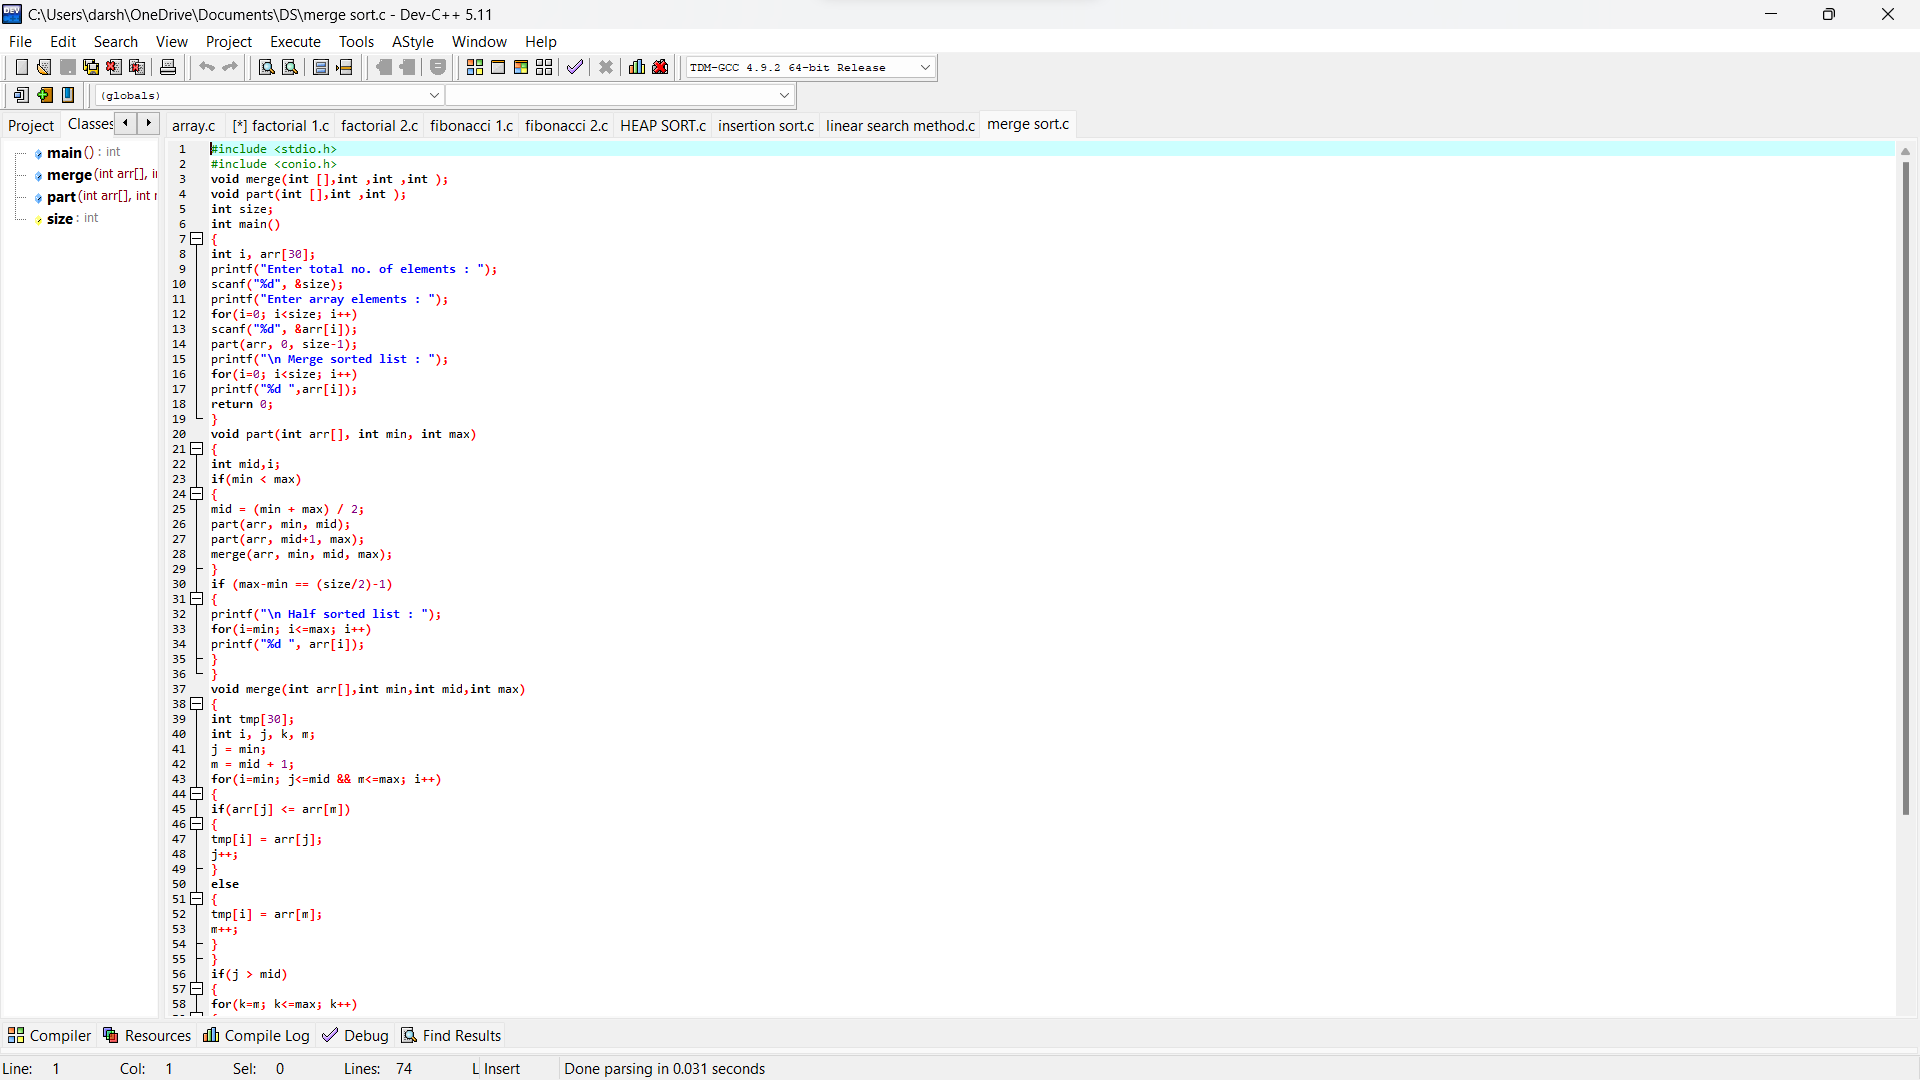 C:\Users\darsh\OneDrive\Documents\DS\merge sort.c - Dev-C++ 5.11
File Edit Search View Project Execute Tools AStyle Window Help
TDM-GCC 4.9.2 64-bit Release
(globals)
Project Classes array.c [*] factorial 1.c factorial 2.c fibonacci 1.c fibonacci 2.c HEAP SORT.c insertion sort.c linear search method.c merge sort.c
main () : int
merge (int arr[], i
part (int arr[], int r
size : int
1 #include <stdio.h>
2 #include <conio.h>
3 void merge(int [],int ,int ,int );
4 void part(int [],int ,int );
5 int size;
6 int main()
7 {
8 int i, arr[30];
9 printf("Enter total no. of elements : ");
10 scanf("%d", &size);
11 printf("Enter array elements : ");
12 for(i=0; i<size; i++)
13 scanf("%d", &arr[i]);
14 part(arr, 0, size-1);
15 printf("\n Merge sorted list : ");
16 for(i=0; i<size; i++)
17 printf("%d ",arr[i]);
18 return 0;
19 }
20 void part(int arr[], int min, int max)
21 {
22 int mid,i;
23 if(min < max)
24 {
25 mid = (min + max) / 2;
26 part(arr, min, mid);
27 part(arr, mid+1, max);
28 merge(arr, min, mid, max);
29 }
30 if (max-min == (size/2)-1)
31 {
32 printf("\n Half sorted list : ");
33 for(i=min; i<=max; i++)
34 printf("%d ", arr[i]);
35 }
36 }
37 void merge(int arr[],int min,int mid,int max)
38 {
39 int tmp[30];
40 int i, j, k, m;
41 j = min;
42 m = mid + 1;
43 for(i=min; j<=mid && m<=max; i++)
44 {
45 if(arr[j] <= arr[m])
46 {
47 tmp[i] = arr[j];
48 j++;
49 }
50 else
51 {
52 tmp[i] = arr[m];
53 m++;
54 }
55 }
56 if(j > mid)
57 {
58 for(k=m; k<=max; k++)
Compiler Resources Compile Log Debug Find Results
Line: 1 Col: 1 Sel: 0 Lines: 74 L Insert Done parsing in 0.031 seconds